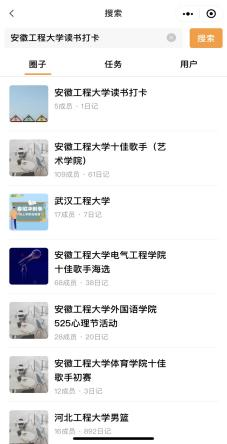 搜索
安徽工程大学读书打卡
搜索
圈子
任务
用户
安徽工程大学读书打卡
5成员 · 1日记
安徽工程大学十佳歌手（艺
术学院）
109成员 · 61日记
武汉工程大学
17成员 · 7日记
安徽工程大学电气工程学院
十佳歌手海选
68成员 · 38日记
安徽工程大学外国语学院
525心理节活动
28成员 · 20日记
安徽工程大学体育学院十佳
歌手初赛
12成员 · 3日记
河北工程大学男篮
16成员 · 892日记